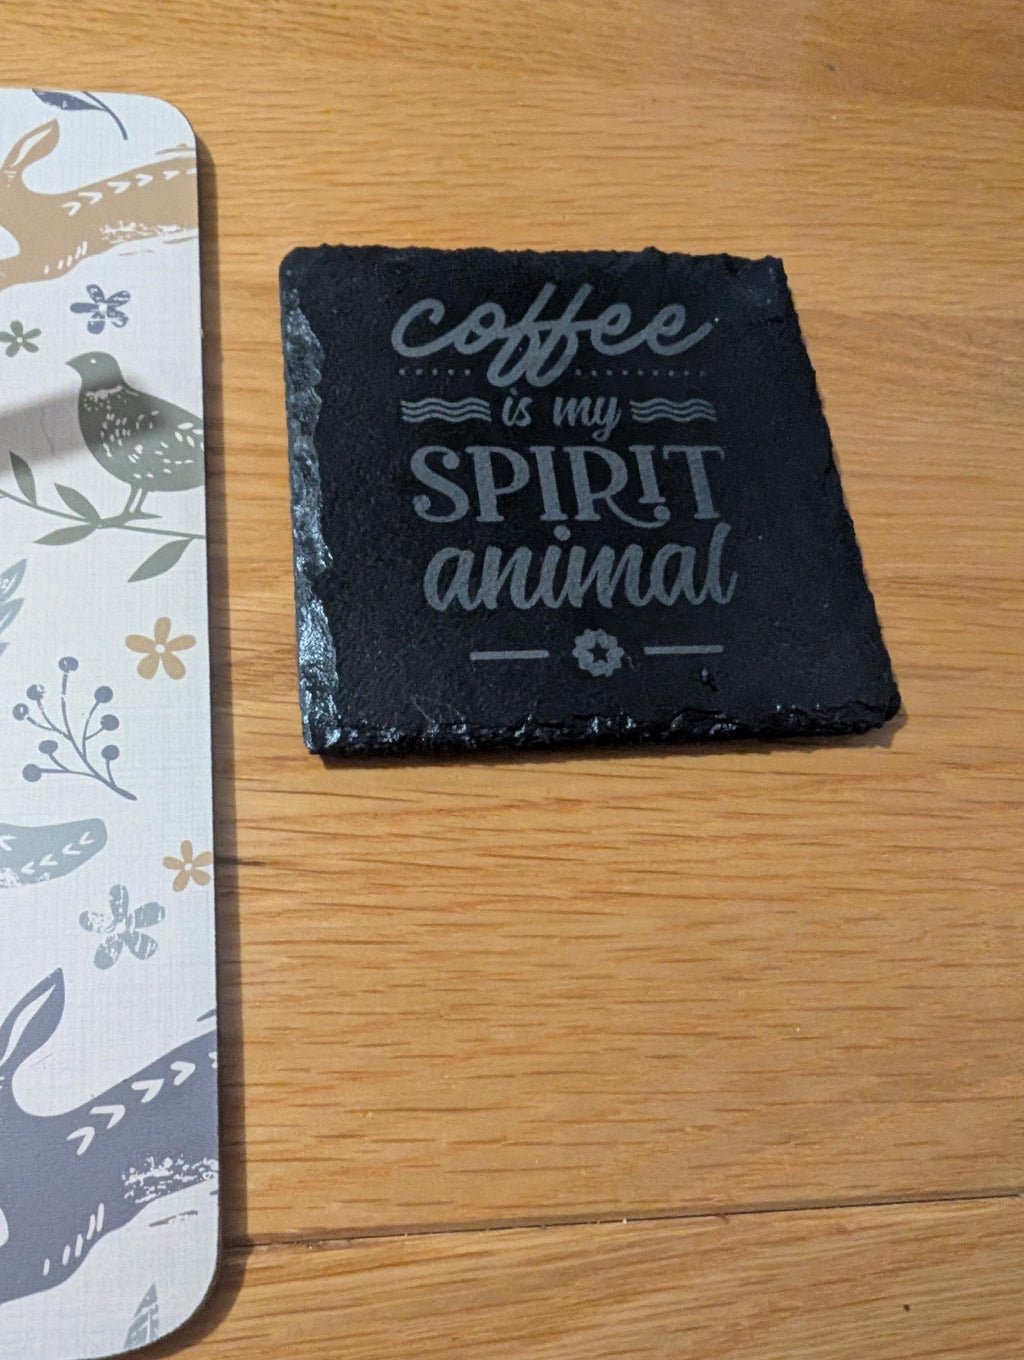 coffee
is my
SPIRIT
animal